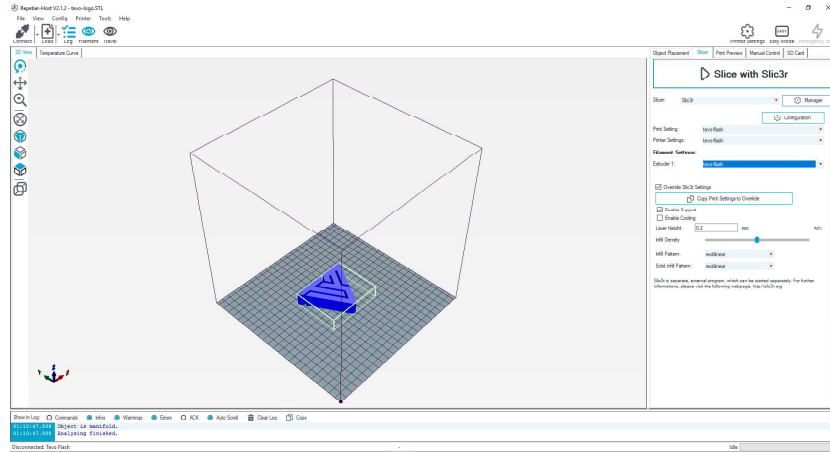 Repetier-Host V2.1.2 - tevo-logo.STL
File View Config Printer Tools Help
Connect Load Log Filament Travel Printer Settings Easy Mode Emergency
3D View Temperature Curve
Object Placement Slicer Print Preview Manual Control SD Card
Slice with Slic3r
Slicer: Slic3r Manager
Configuration
Print Setting: tevo-flash
Printer Settings: tevo-flash
Filament Settings:
Extruder 1: tevo-flash
Override Slic3r Settings
Copy Print Settings to Override
Enable Support
Enable Cooling
Layer Height: 0.2 mm
Infill Density
Infill Pattern: rectilinear
Solid Infill Pattern: rectilinear
Slic3r is separate, external program, which can be started separately. For further
informations, please visit the following webpage: http://slic3r.org
Show in Log: Commands Infos Warnings Errors ACK Auto Scroll Clear Log Copy
01:10:47.806 Object is manifold.
Analysing finished.
Disconnected: Tevo Flash - Idle